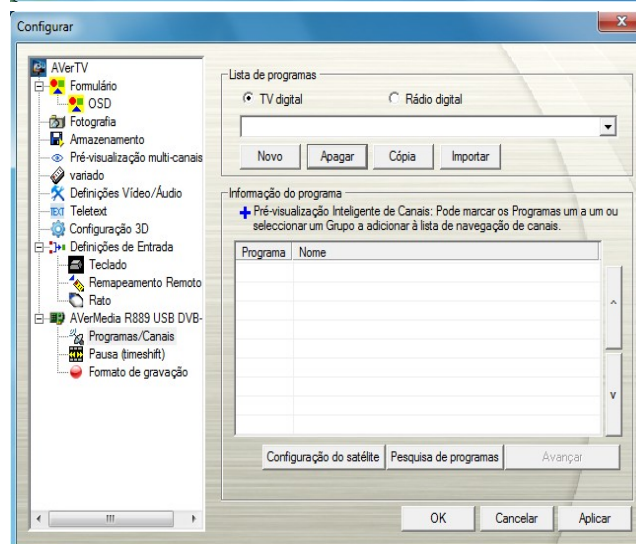 Configurar
AVerTV
Formulário
OSD
Fotografia
Armazenamento
Pré-visualização multi-canais
variado
Definições Vídeo/Áudio
TEXT Teletext
Configuração 3D
Definições de Entrada
Teclado
Remapeamento Remoto
Rato
AVerMedia R889 USB DVB-
Programas/Canais
Pausa (timeshift)
Formato de gravação
Lista de programas
TV digital Rádio digital
Novo Apagar Cópia Importar
Informação do programa
Pré-visualização Inteligente de Canais: Pode marcar os Programas um a um ou
seleccionar um Grupo a adicionar à lista de navegação de canais.
Programa Nome
Configuração do satélite Pesquisa de programas Avançar
OK Cancelar Aplicar